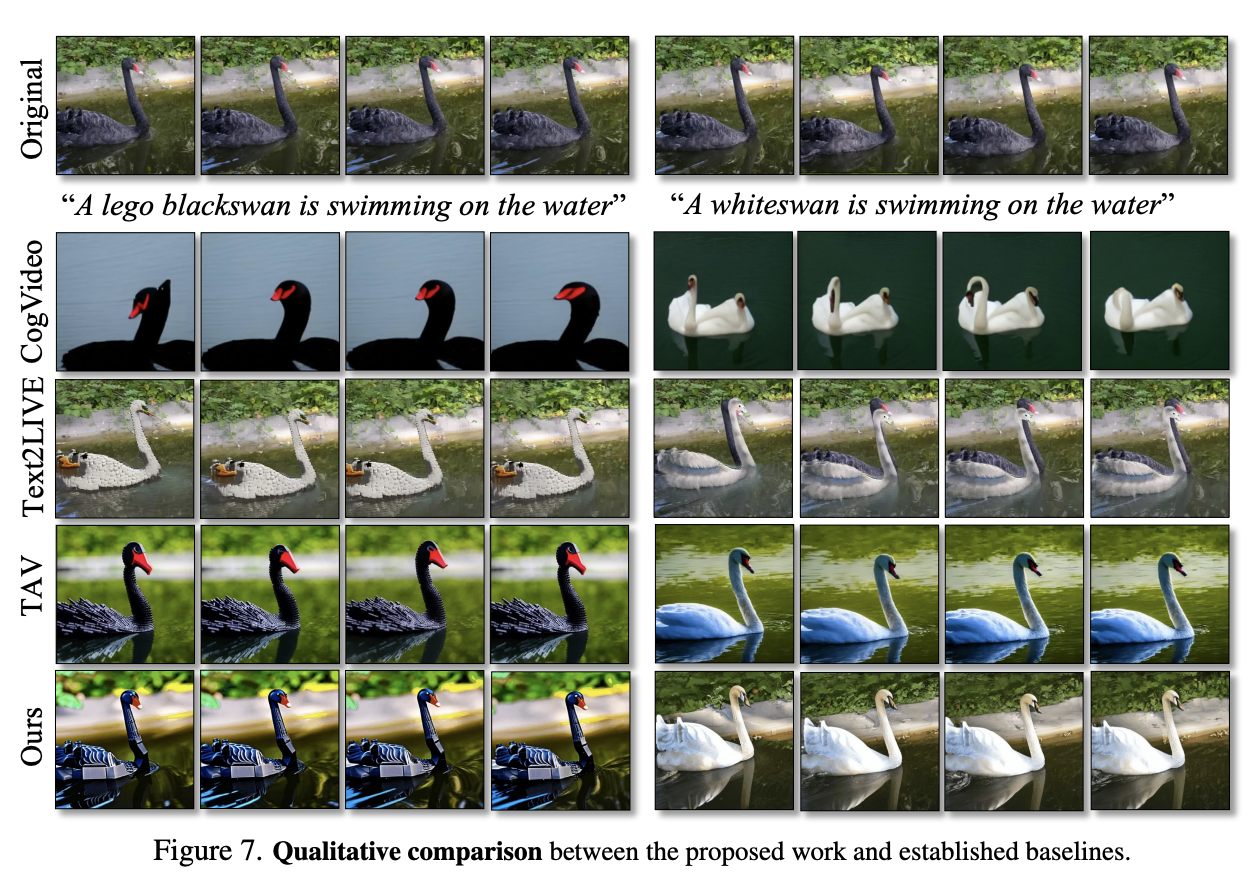 Original
“A lego blackswan is swimming on the water” “A whiteswan is swimming on the water”
CogVideo
Text2LIVE
TAV
Ours
Figure 7. Qualitative comparison between the proposed work and established baselines.